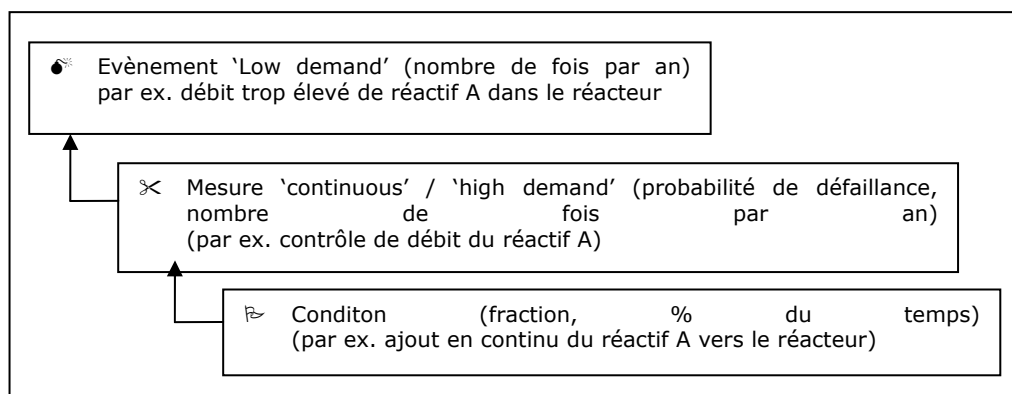 Evènement ‘Low demand’ (nombre de fois par an)
par ex. débit trop élevé de réactif A dans le réacteur
Mesure ‘continuous’ / ‘high demand’ (probabilité de défaillance,
nombre de fois par an)
(par ex. contrôle de débit du réactif A)
Conditon (fraction, % du temps)
(par ex. ajout en continu du réactif A vers le réacteur)